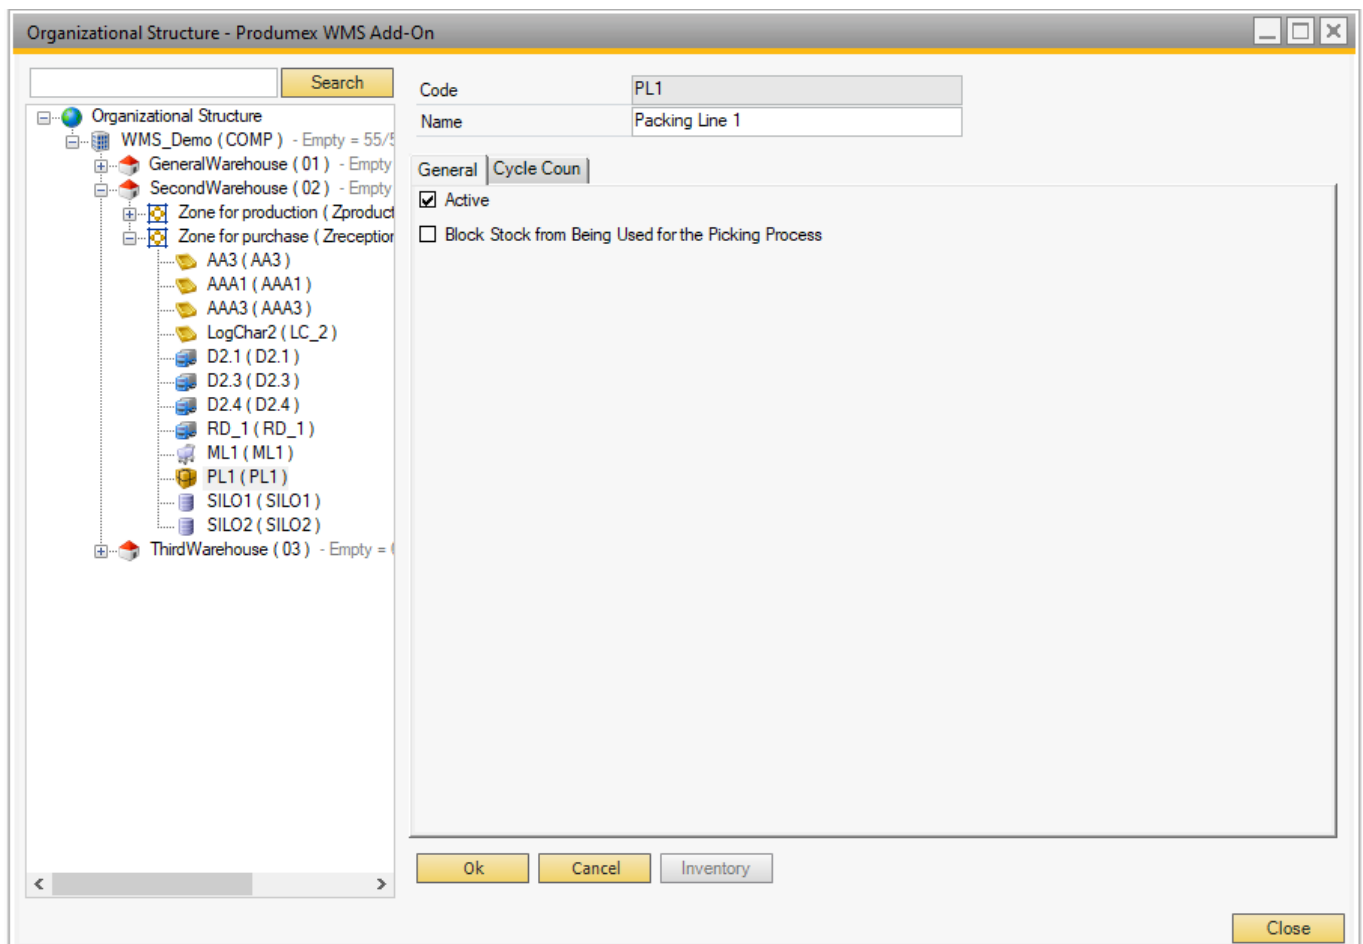 Organizational Structure - Produmex WMS Add-On
Search
Organizational Structure
WMS_Demo ( COMP ) - Empty = 55/5
GeneralWarehouse ( 01 ) - Empty
SecondWarehouse ( 02 ) - Empty
Zone for production ( Zproduct
Zone for purchase ( Zreception
AA3 ( AA3 )
AAA1 ( AAA1 )
AAA3 ( AAA3 )
LogChar2 ( LC_2 )
D2.1 ( D2.1 )
D2.3 ( D2.3 )
D2.4 ( D2.4 )
RD_1 ( RD_1 )
ML1 ( ML1 )
PL1 ( PL1 )
SILO1 ( SILO1 )
SILO2 ( SILO2 )
ThirdWarehouse ( 03 ) - Empty =
Code PL1
Name Packing Line 1
General Cycle Coun
Active
Block Stock from Being Used for the Picking Process
Ok Cancel Inventory
Close